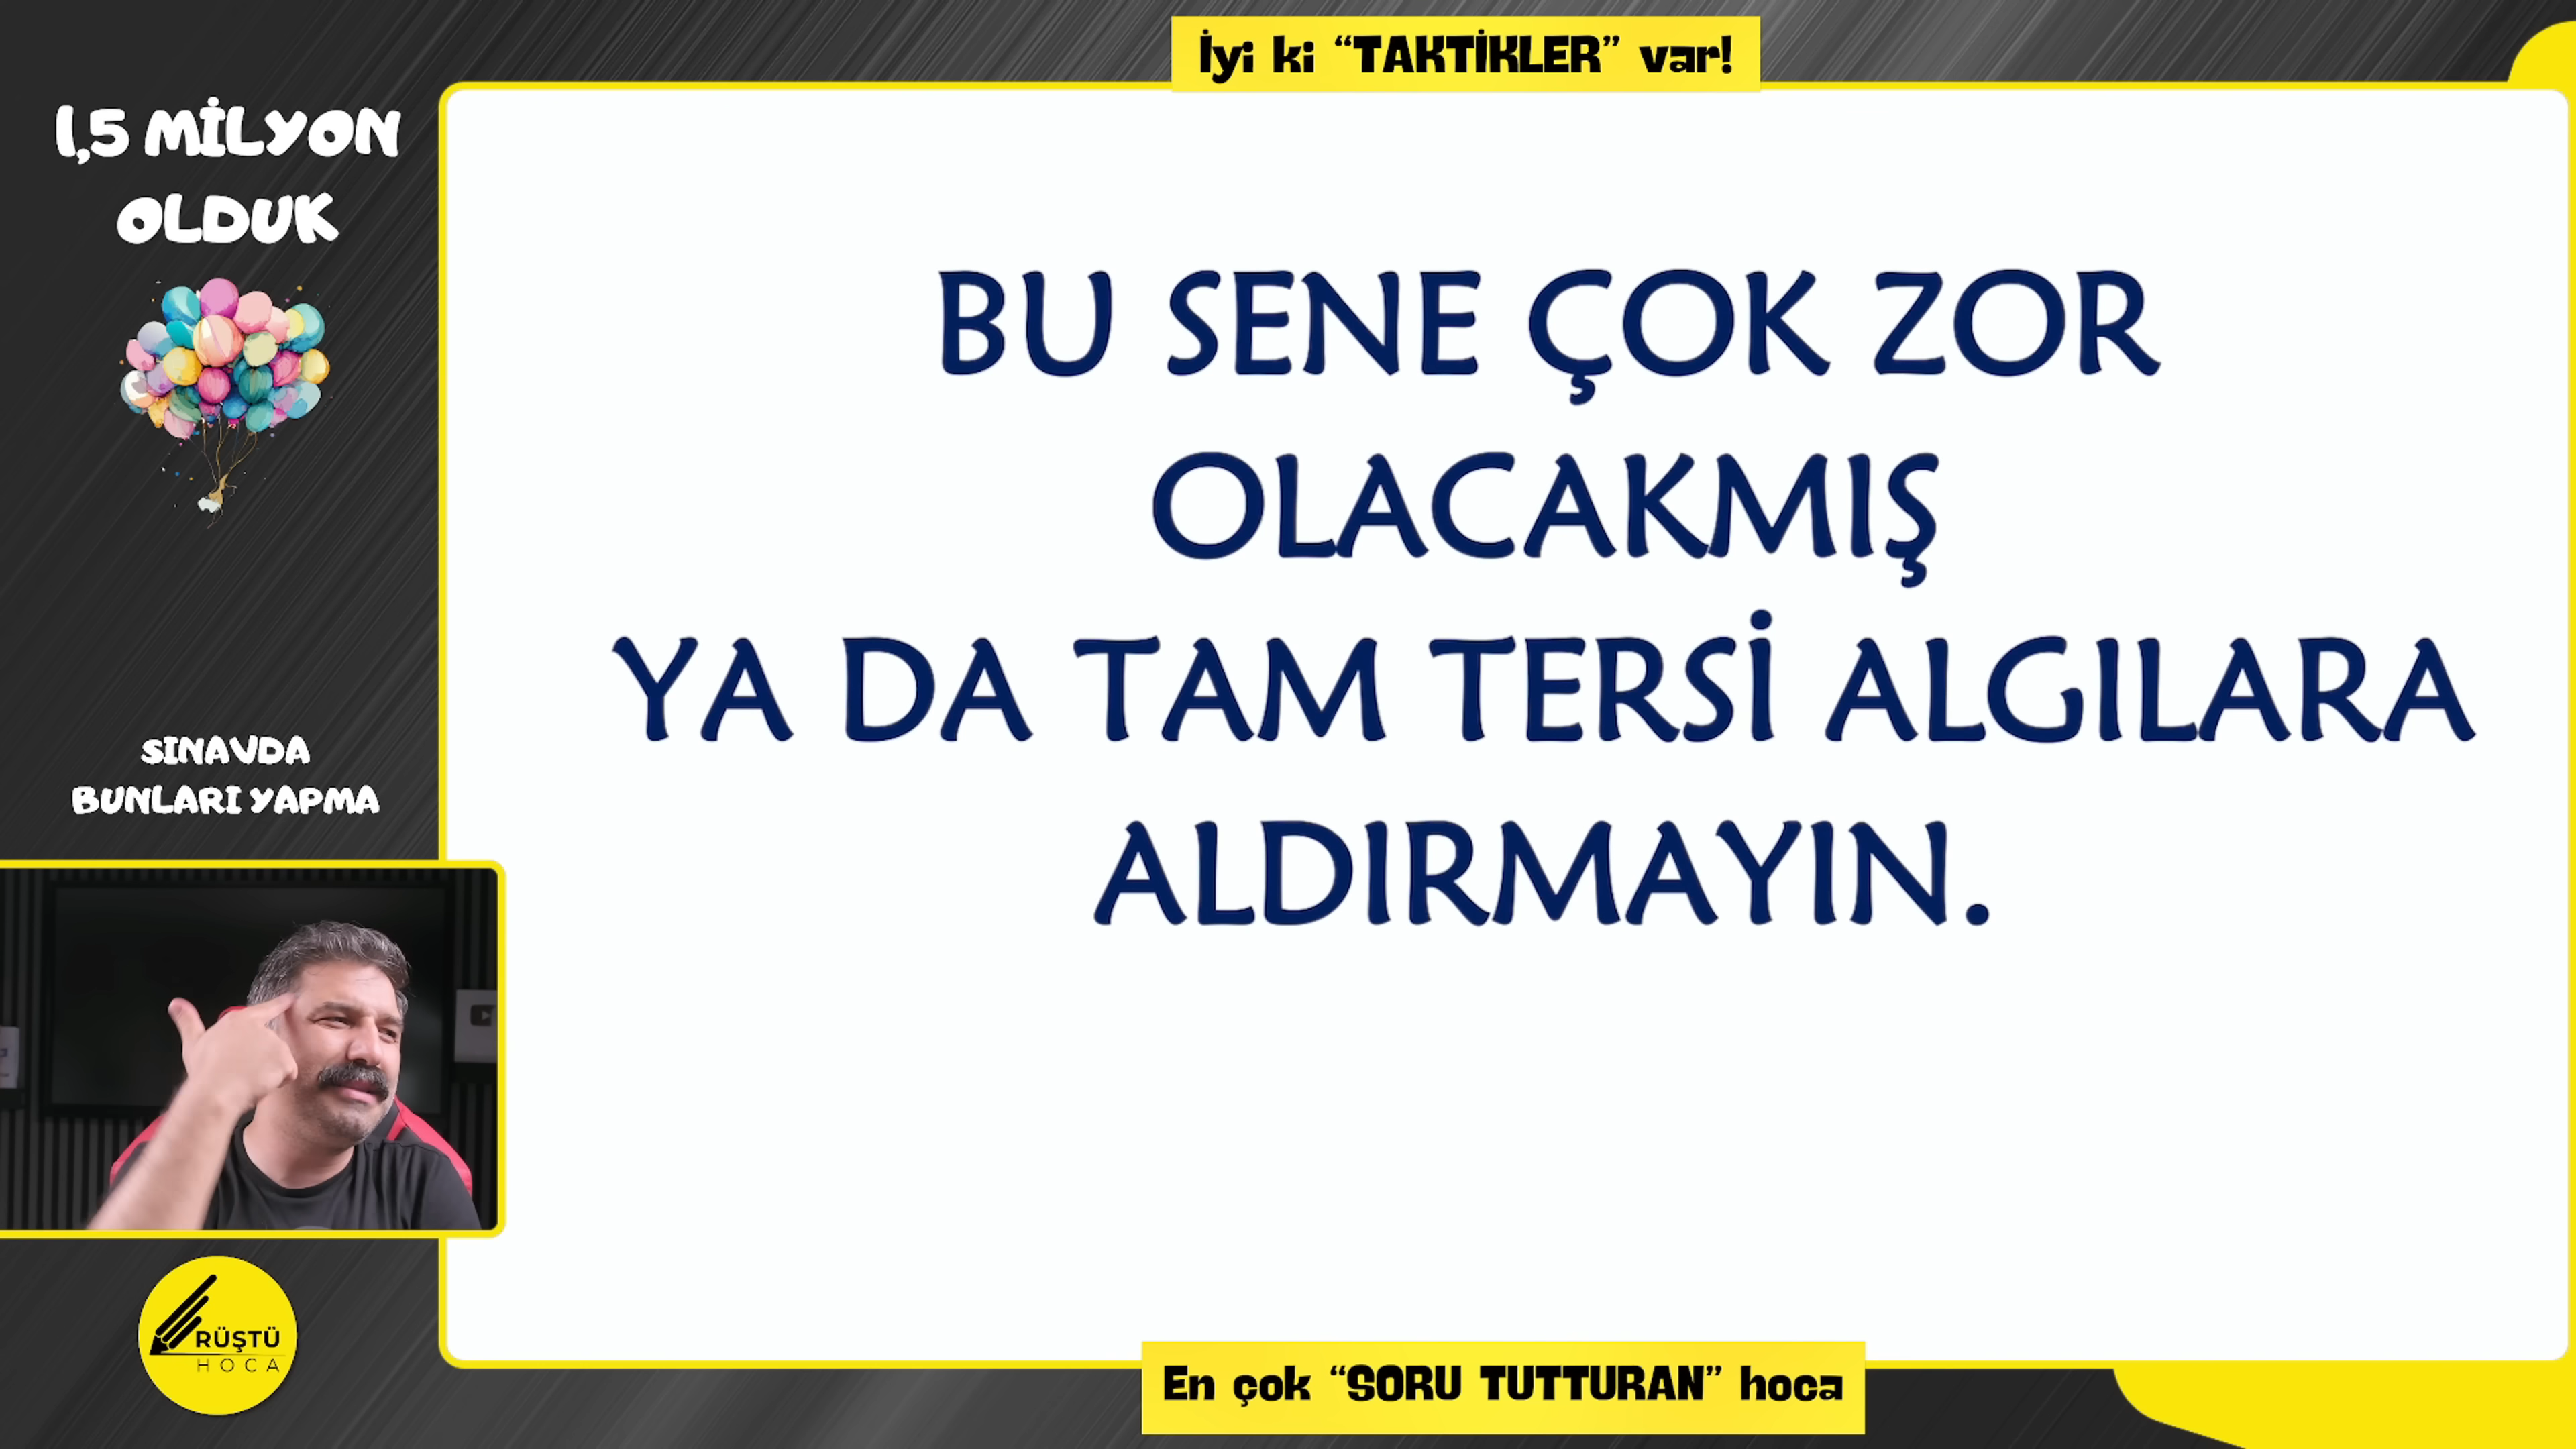 İyi ki “TAKTİKLER” var!
1,5 MİLYON
OLDUK
BU SENE ÇOK ZOR
OLACAKMIŞ
YA DA TAM TERSİ ALGILARA
ALDIRMAYIN.
SINAVDA
BUNLARI YAPMA
RÜŞTÜ
HOCA
En çok “SORU TUTTURAN” hoca